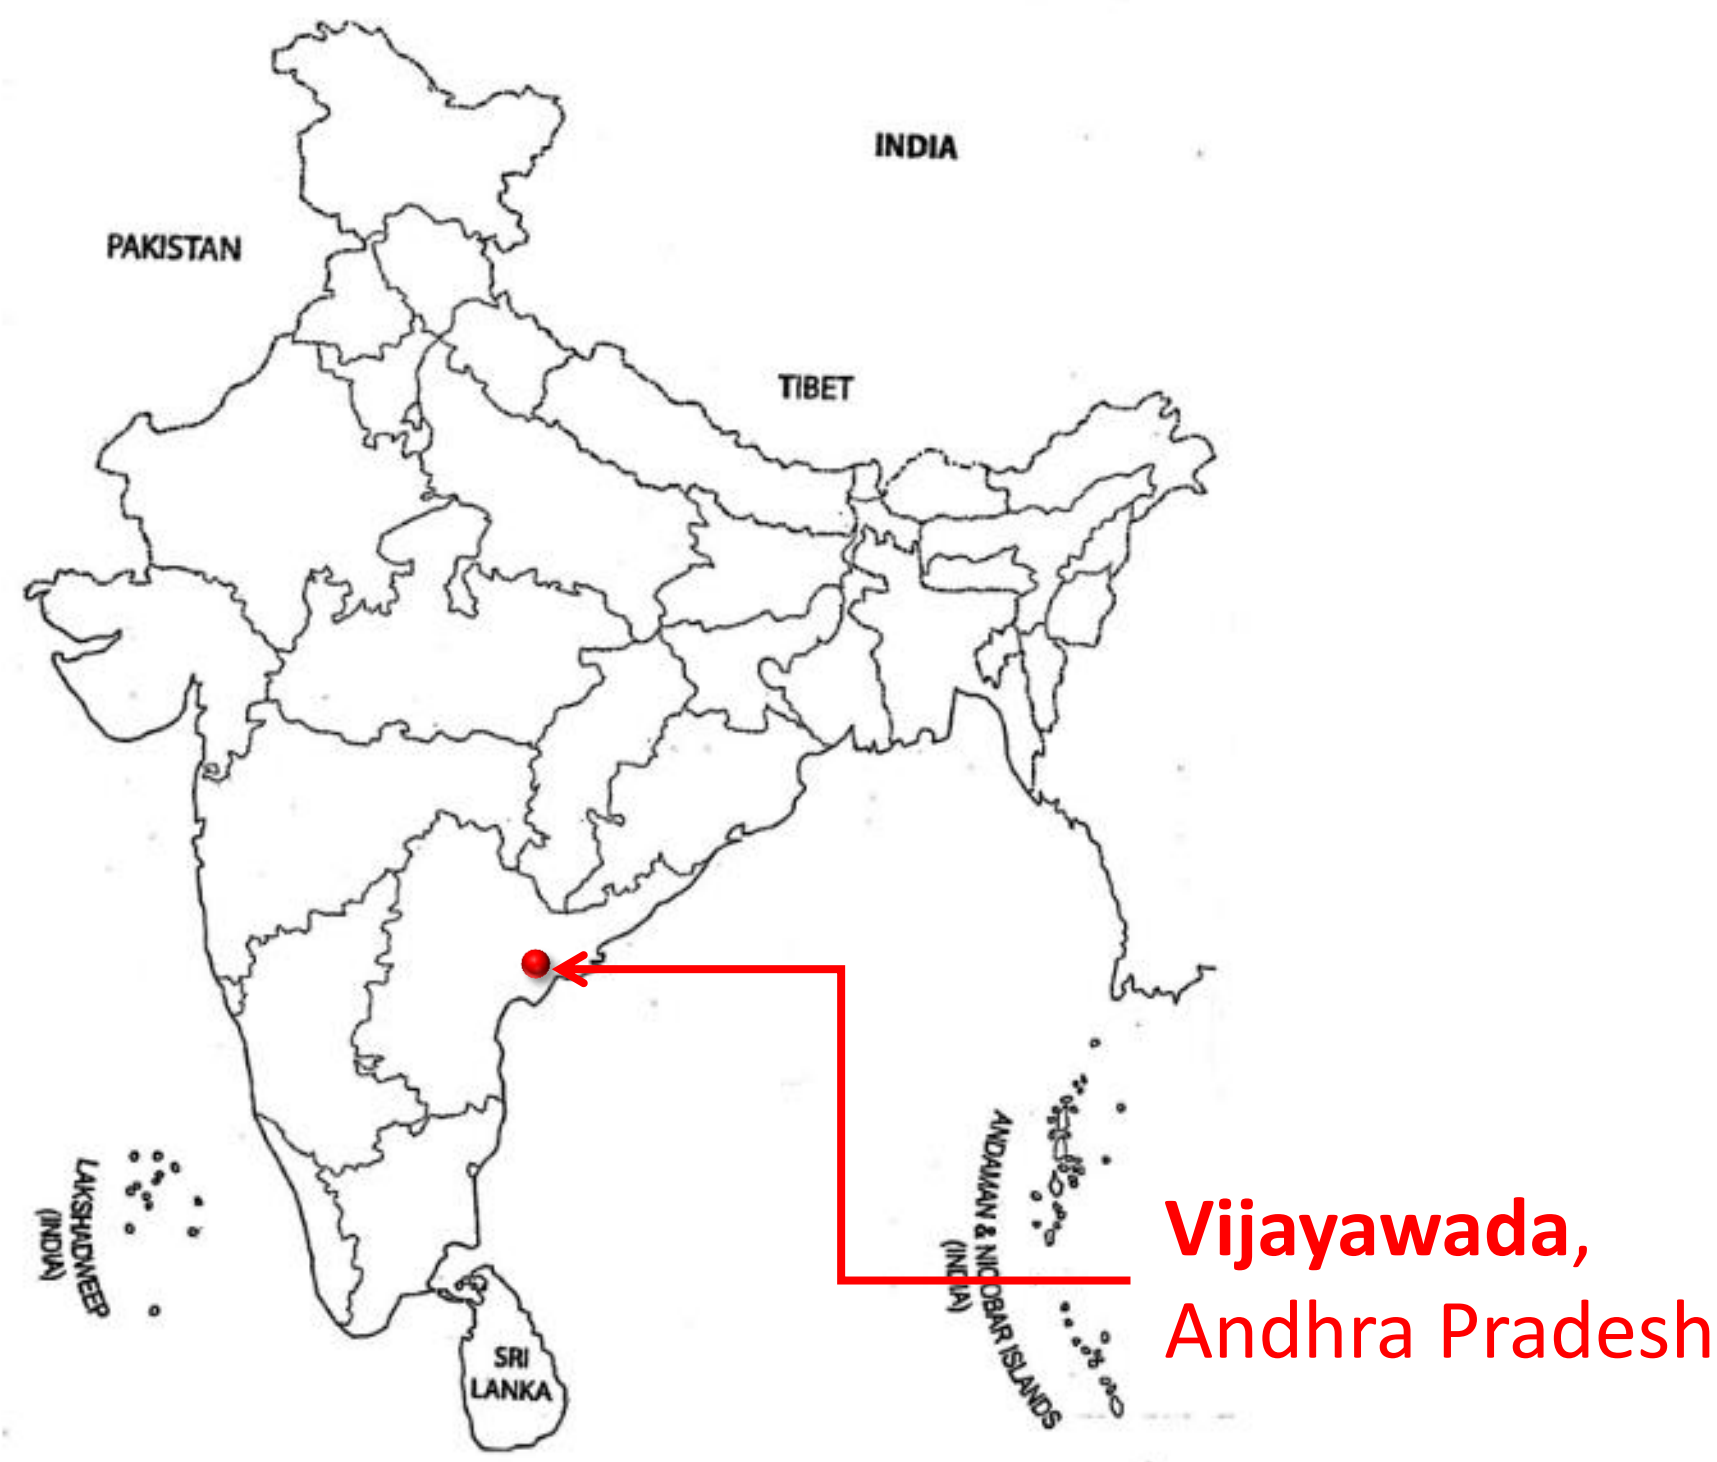 INDIA
PAKISTAN
TIBET
LAKSHADWEEP
(INDIA)
ANDAMAN & NICOBAR ISLANDS
(INDIA)
Vijayawada,
Andhra Pradesh
SRI
LANKA